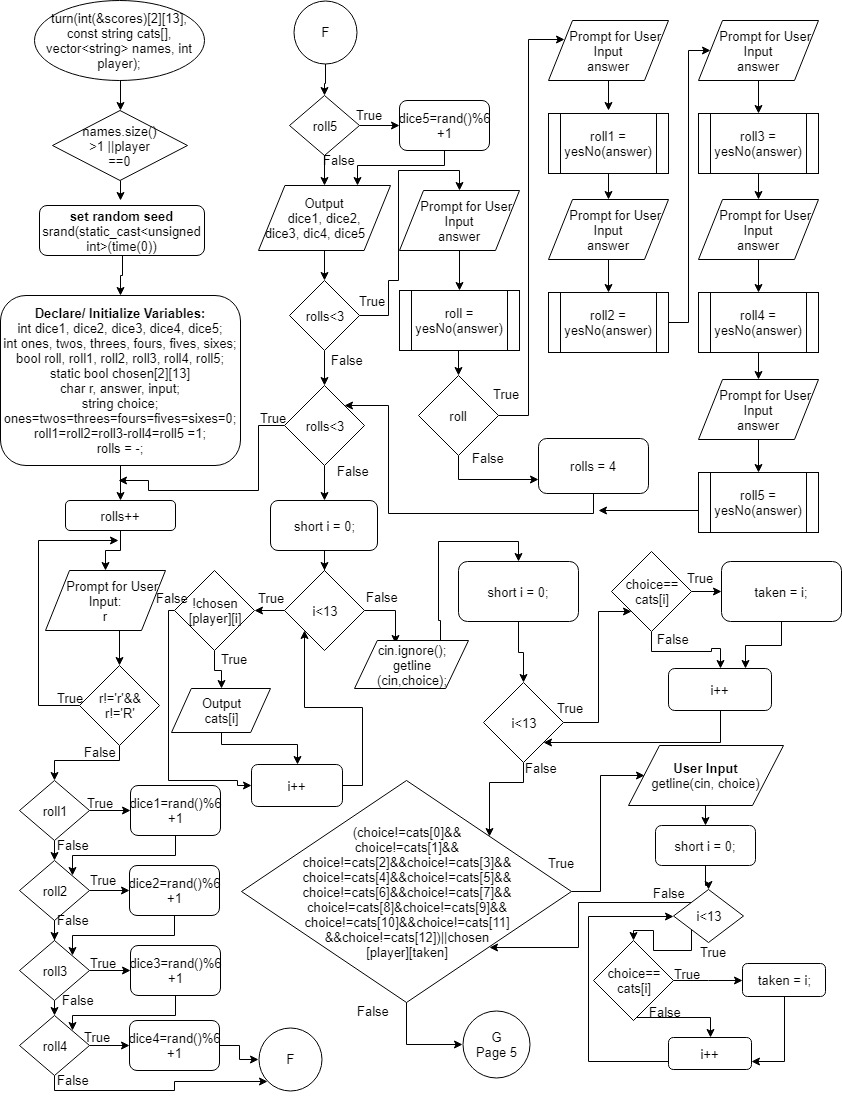 turn(int(&scores)[2][13],
const string cats[],
vector<string> names, int
player);
names.size()
>1 ||player
==0
set random seed
srand(static_cast<unsigned
int>(time(0))
Declare/ Initialize Variables:
int dice1, dice2, dice3, dice4, dice5;
int ones, twos, threes, fours, fives, sixes;
bool roll, roll1, roll2, roll3, roll4, roll5;
static bool chosen[2][13]
char r, answer, input;
string choice;
ones=twos=threes=fours=fives=sixes=0;
roll1=roll2=roll3-roll4=roll5 =1;
rolls = -;
rolls++
Prompt for User
Input:
r
r!='r'&&
r!='R'
True
False
roll1
True
dice1=rand()%6
+1
False
roll2
True
dice2=rand()%6
+1
False
roll3
True
dice3=rand()%6
+1
False
roll4
True
dice4=rand()%6
+1
False
F
F
roll5
True
dice5=rand()%6
+1
False
Output
dice1, dice2,
dice3, dic4, dice5
rolls<3
True
False
rolls<3
True
False
short i = 0;
i<13
True
False
!chosen
[player][i]
False
True
Output
cats[i]
i++
cin.ignore();
getline
(cin,choice);
Prompt for User
Input
answer
roll =
yesNo(answer)
roll
True
False
rolls = 4
Prompt for User
Input
answer
roll1 =
yesNo(answer)
Prompt for User
Input
answer
roll2 =
yesNo(answer)
Prompt for User
Input
answer
roll3 =
yesNo(answer)
Prompt for User
Input
answer
roll4 =
yesNo(answer)
Prompt for User
Input
answer
roll5 =
yesNo(answer)
short i = 0;
i<13
True
False
choice==
cats[i]
True
taken = i;
False
i++
(choice!=cats[0]&&
choice!=cats[1]&&
choice!=cats[2]&&choice!=cats[3]&&
choice!=cats[4]&&choice!=cats[5]&&
choice!=cats[6]&&choice!=cats[7]&&
choice!=cats[8]&choice!=cats[9]&&
choice!=cats[10]&&choice!=cats[11]
&&choice!=cats[12])||chosen
[player][taken]
True
False
G
Page 5
User Input
getline(cin, choice)
short i = 0;
i<13
False
True
choice==
cats[i]
True
taken = i;
False
i++